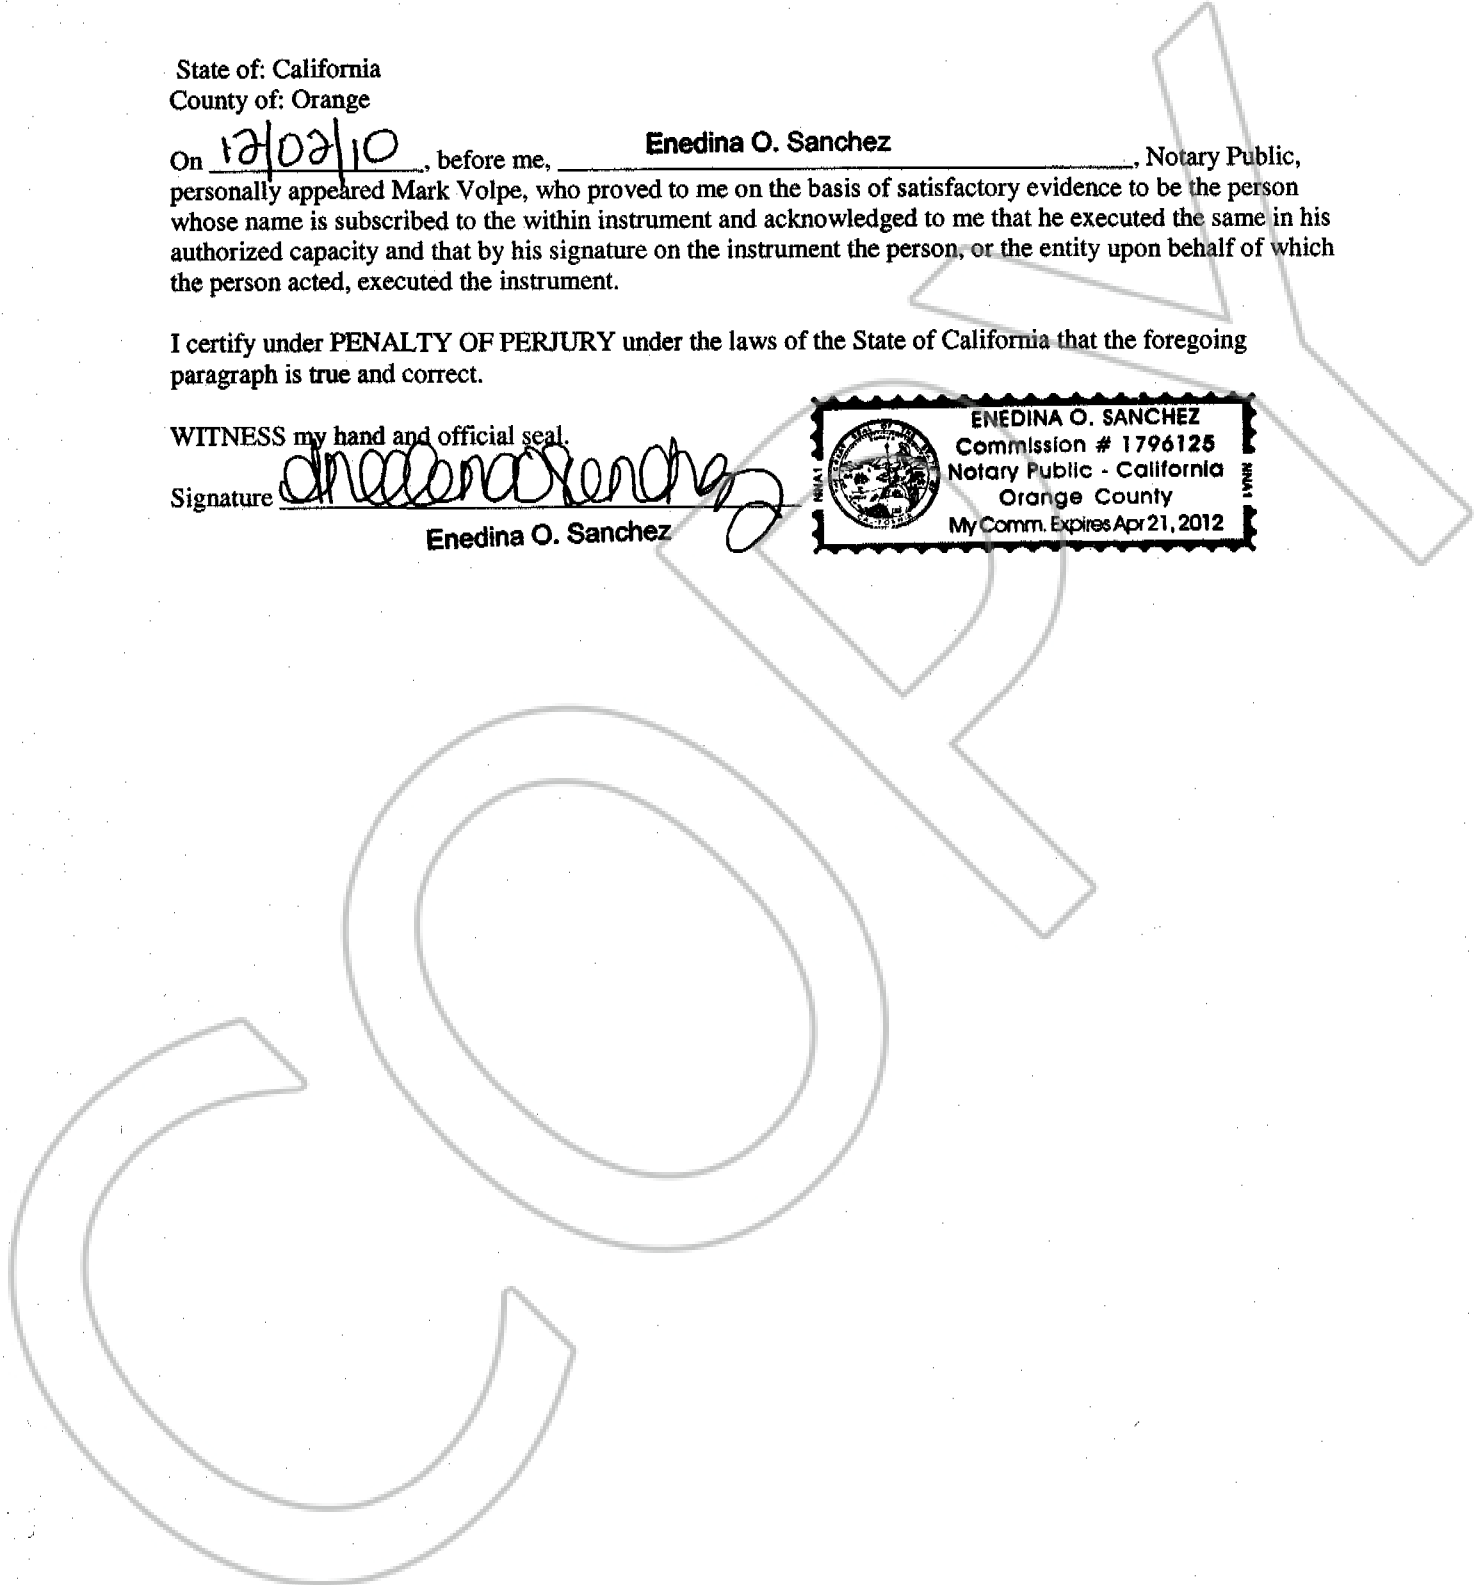 State of: California
County of: Orange
On 12/02/10, before me, Enedina O. Sanchez, Notary Public,
personally appeared Mark Volpe, who proved to me on the basis of satisfactory evidence to be the person
whose name is subscribed to the within instrument and acknowledged to me that he executed the same in his
authorized capacity and that by his signature on the instrument the person, or the entity upon behalf of which
the person acted, executed the instrument.
I certify under PENALTY OF PERJURY under the laws of the State of California that the foregoing
paragraph is true and correct.
WITNESS my hand and official seal.
Signature Enedina O Sanchez
Enedina O. Sanchez
ENEDINA O. SANCHEZ
Commission # 1796125
Notary Public - California
Orange County
My Comm. Expires Apr 21, 2012
NNA1
NNA1
COPY